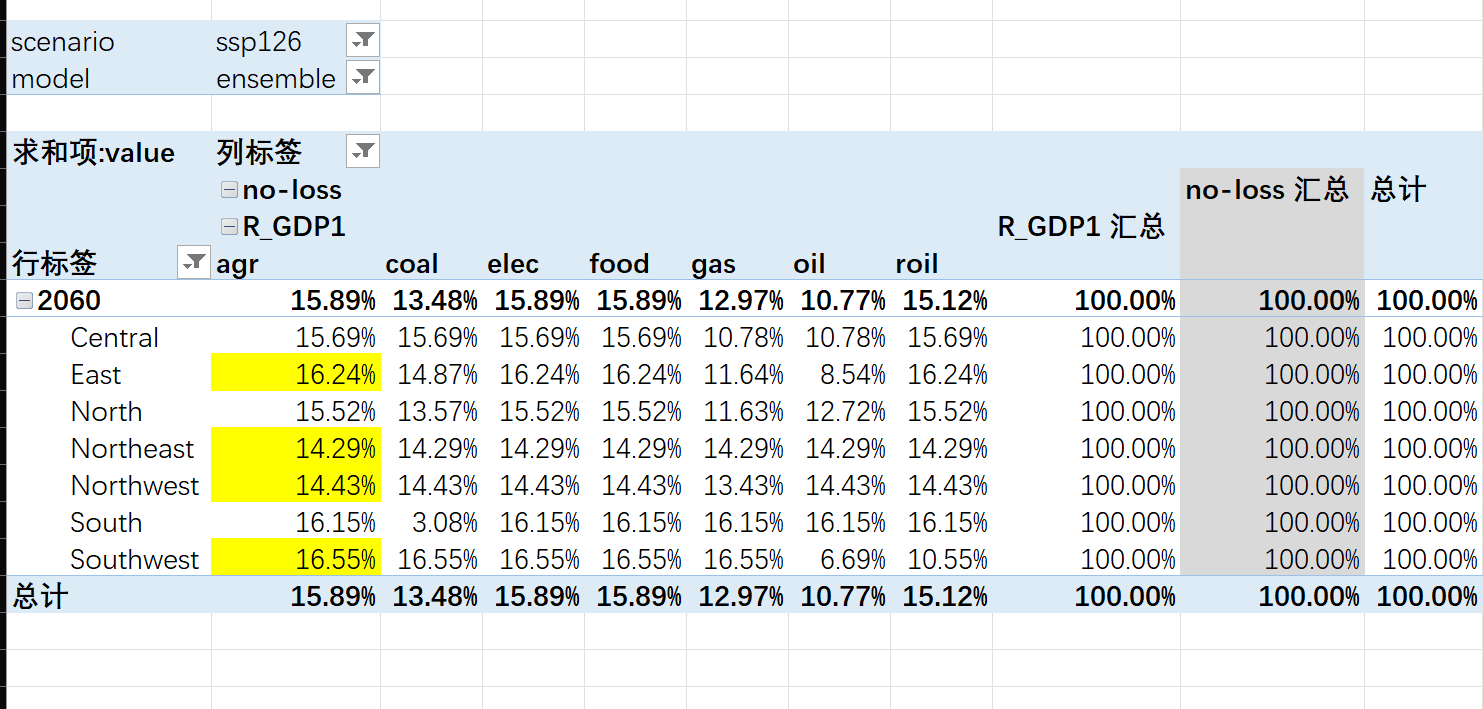 scenario ssp126
model ensemble
求和项:value 列标签
no-loss no-loss 汇总 总计
R_GDP1 R_GDP1 汇总
行标签 agr coal elec food gas oil roil
2060 15.89% 13.48% 15.89% 15.89% 12.97% 10.77% 15.12% 100.00% 100.00% 100.00%
Central 15.69% 15.69% 15.69% 15.69% 10.78% 10.78% 15.69% 100.00% 100.00% 100.00%
East 16.24% 14.87% 16.24% 16.24% 11.64% 8.54% 16.24% 100.00% 100.00% 100.00%
North 15.52% 13.57% 15.52% 15.52% 11.63% 12.72% 15.52% 100.00% 100.00% 100.00%
Northeast 14.29% 14.29% 14.29% 14.29% 14.29% 14.29% 14.29% 100.00% 100.00% 100.00%
Northwest 14.43% 14.43% 14.43% 14.43% 13.43% 14.43% 14.43% 100.00% 100.00% 100.00%
South 16.15% 3.08% 16.15% 16.15% 16.15% 16.15% 16.15% 100.00% 100.00% 100.00%
Southwest 16.55% 16.55% 16.55% 16.55% 16.55% 6.69% 10.55% 100.00% 100.00% 100.00%
总计 15.89% 13.48% 15.89% 15.89% 12.97% 10.77% 15.12% 100.00% 100.00% 100.00%